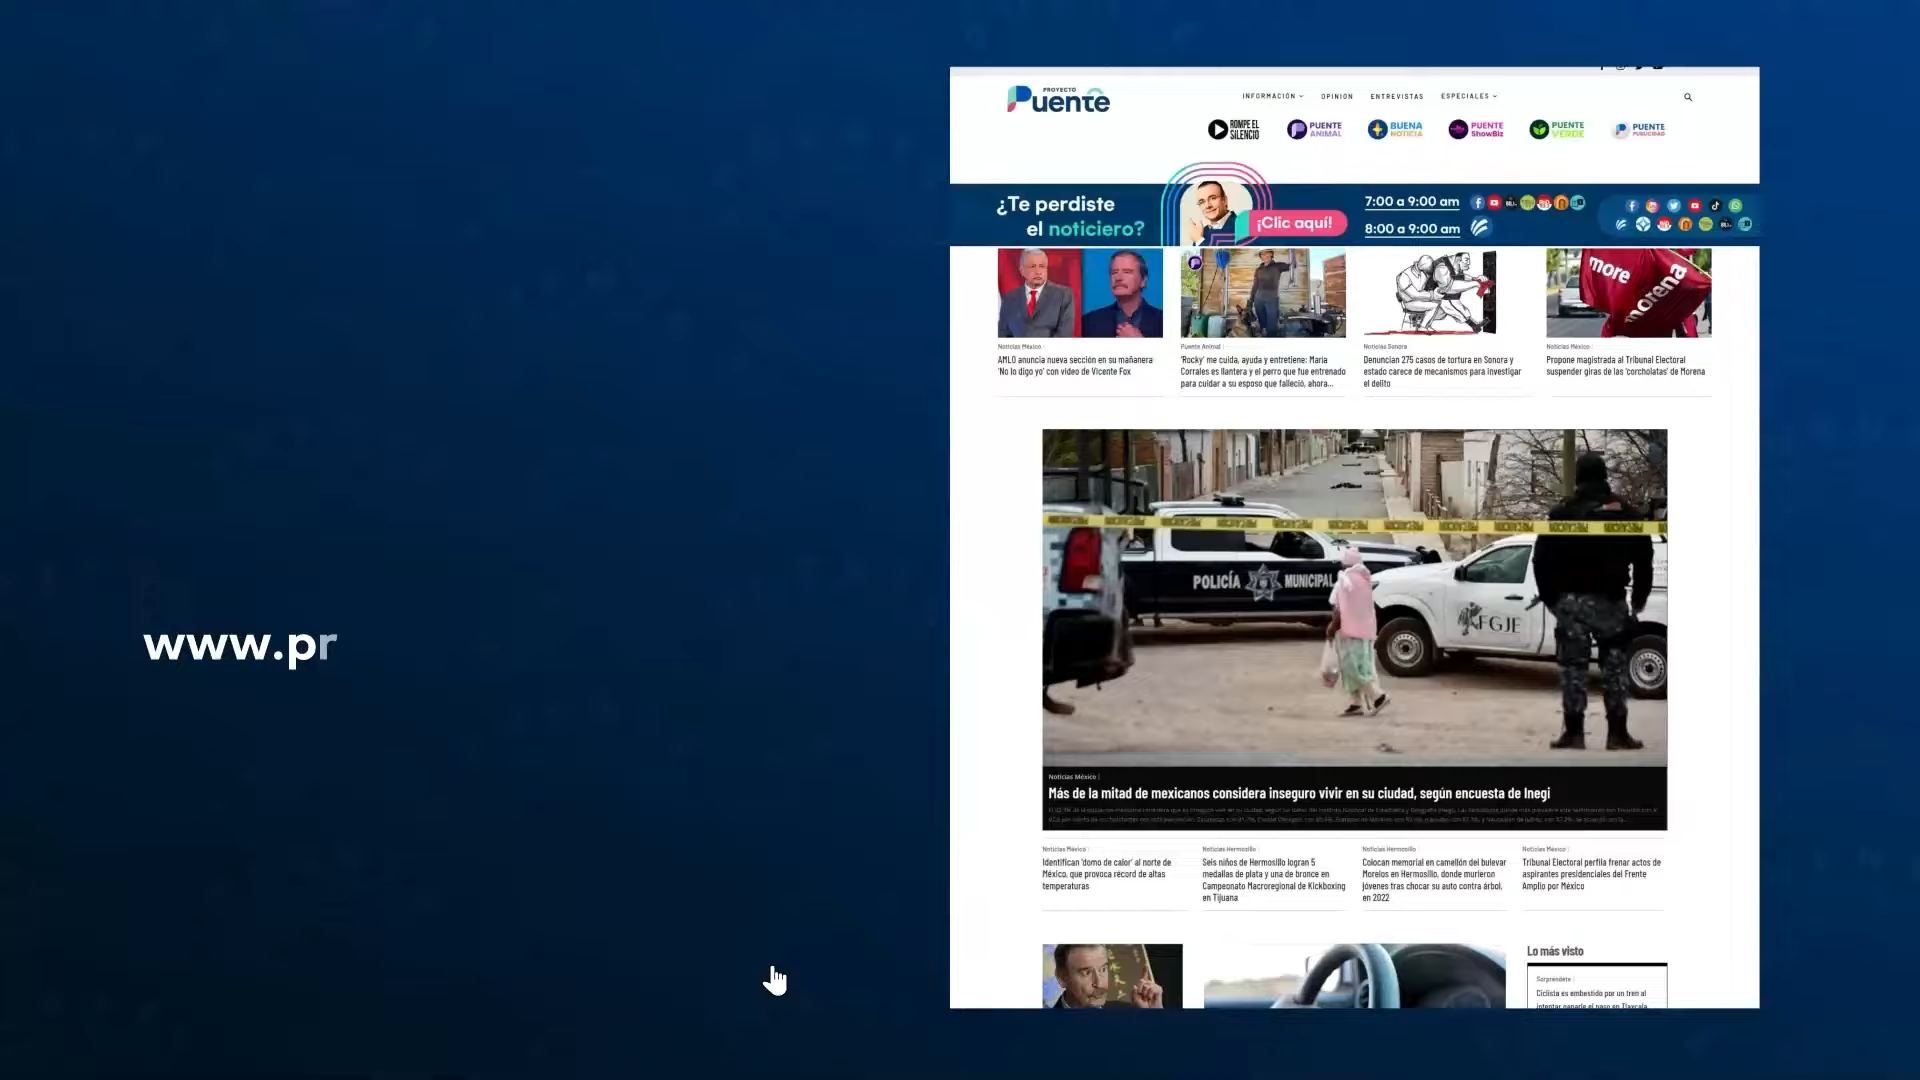 PROYECTO
Puente
INFORMACIÓN
OPINION
ENTREVISTAS
ESPECIALES
ROMPE EL
SILENCIO
PUENTE
ANIMAL
BUENA
NOTICIA
PUENTE
ShowBiz
PUENTE
VERDE
PUENTE
PUBLICIDAD
¿Te perdiste
el noticiero?
¡Clic aquí!
7:00 a 9:00 am
8:00 a 9:00 am
more
morena
Noticias México |
AMLO anuncia nueva sección en su mañanera
'No lo digo yo' con video de Vicente Fox
Puente Animal |
'Rocky' me cuida, ayuda y entretiene: María
Corrales es llantera y el perro que fue entrenado
para cuidar a su esposo que falleció, ahora...
Noticias Sonora
Denuncian 275 casos de tortura en Sonora y
estado carece de mecanismos para investigar
el delito
Noticias México |
Propone magistrada al Tribunal Electoral
suspender giras de las 'corcholatas' de Morena
POLICÍA MUNICIPAL
FGJE
www.pr
Noticias México |
Más de la mitad de mexicanos considera inseguro vivir en su ciudad, según encuesta de Inegi
Noticias México |
Identifican 'domo de calor' al norte de
México, que provoca récord de altas
temperaturas
Noticias Hermosillo |
Seis niños de Hermosillo logran 5
medallas de plata y una de bronce en
Campeonato Macroregional de Kickboxing
en Tijuana
Noticias Hermosillo |
Colocan memorial en camellón del bulevar
Morelos en Hermosillo, donde murieron
jóvenes tras chocar su auto contra árbol,
en 2022
Noticias México |
Tribunal Electoral perfila frenar actos de
aspirantes presidenciales del Frente
Amplio por México
Lo más visto
Sorpréndete |
Ciclista es embestido por un tren al
intentar ganarle el paso en Tlaxcala